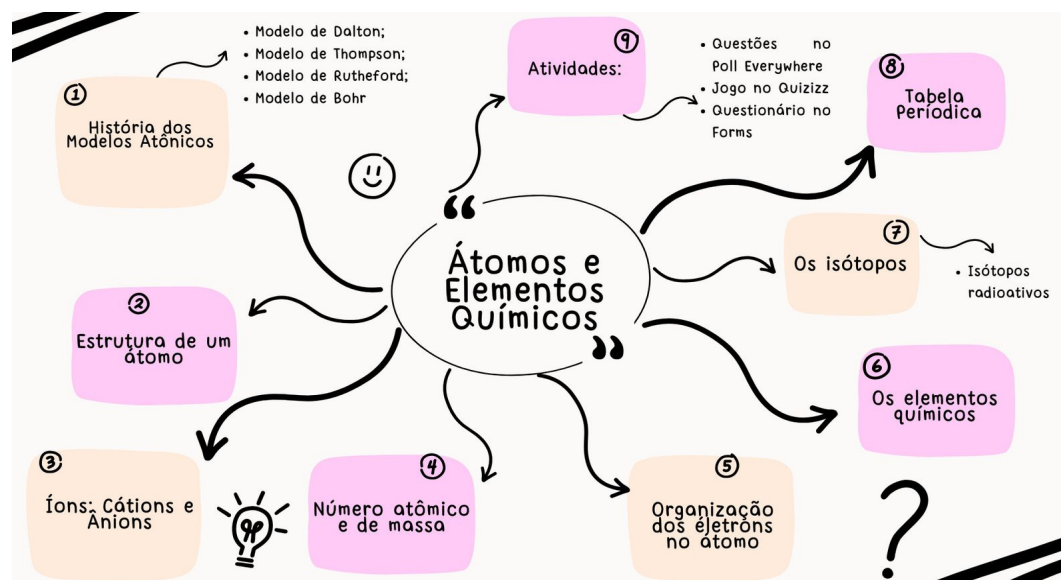 Átomos e
Elementos
Químicos
1
História dos
Modelos Atônicos
• Modelo de Dalton;
• Modelo de Thompson;
• Modelo de Rutheford;
• Modelo de Bohr
2
Estrutura de um
átomo
3
Íons: Cátions e
Ânions
4
Número atômico
e de massa
5
Organização
dos életrons
no átomo
6
Os elementos
químicos
7
Os isótopos
• Isótopos
radioativos
8
Tabela
Períodica
9
Atividades:
• Questões no
Poll Everywhere
• Jogo no Quizizz
• Questionário no
Forms
?